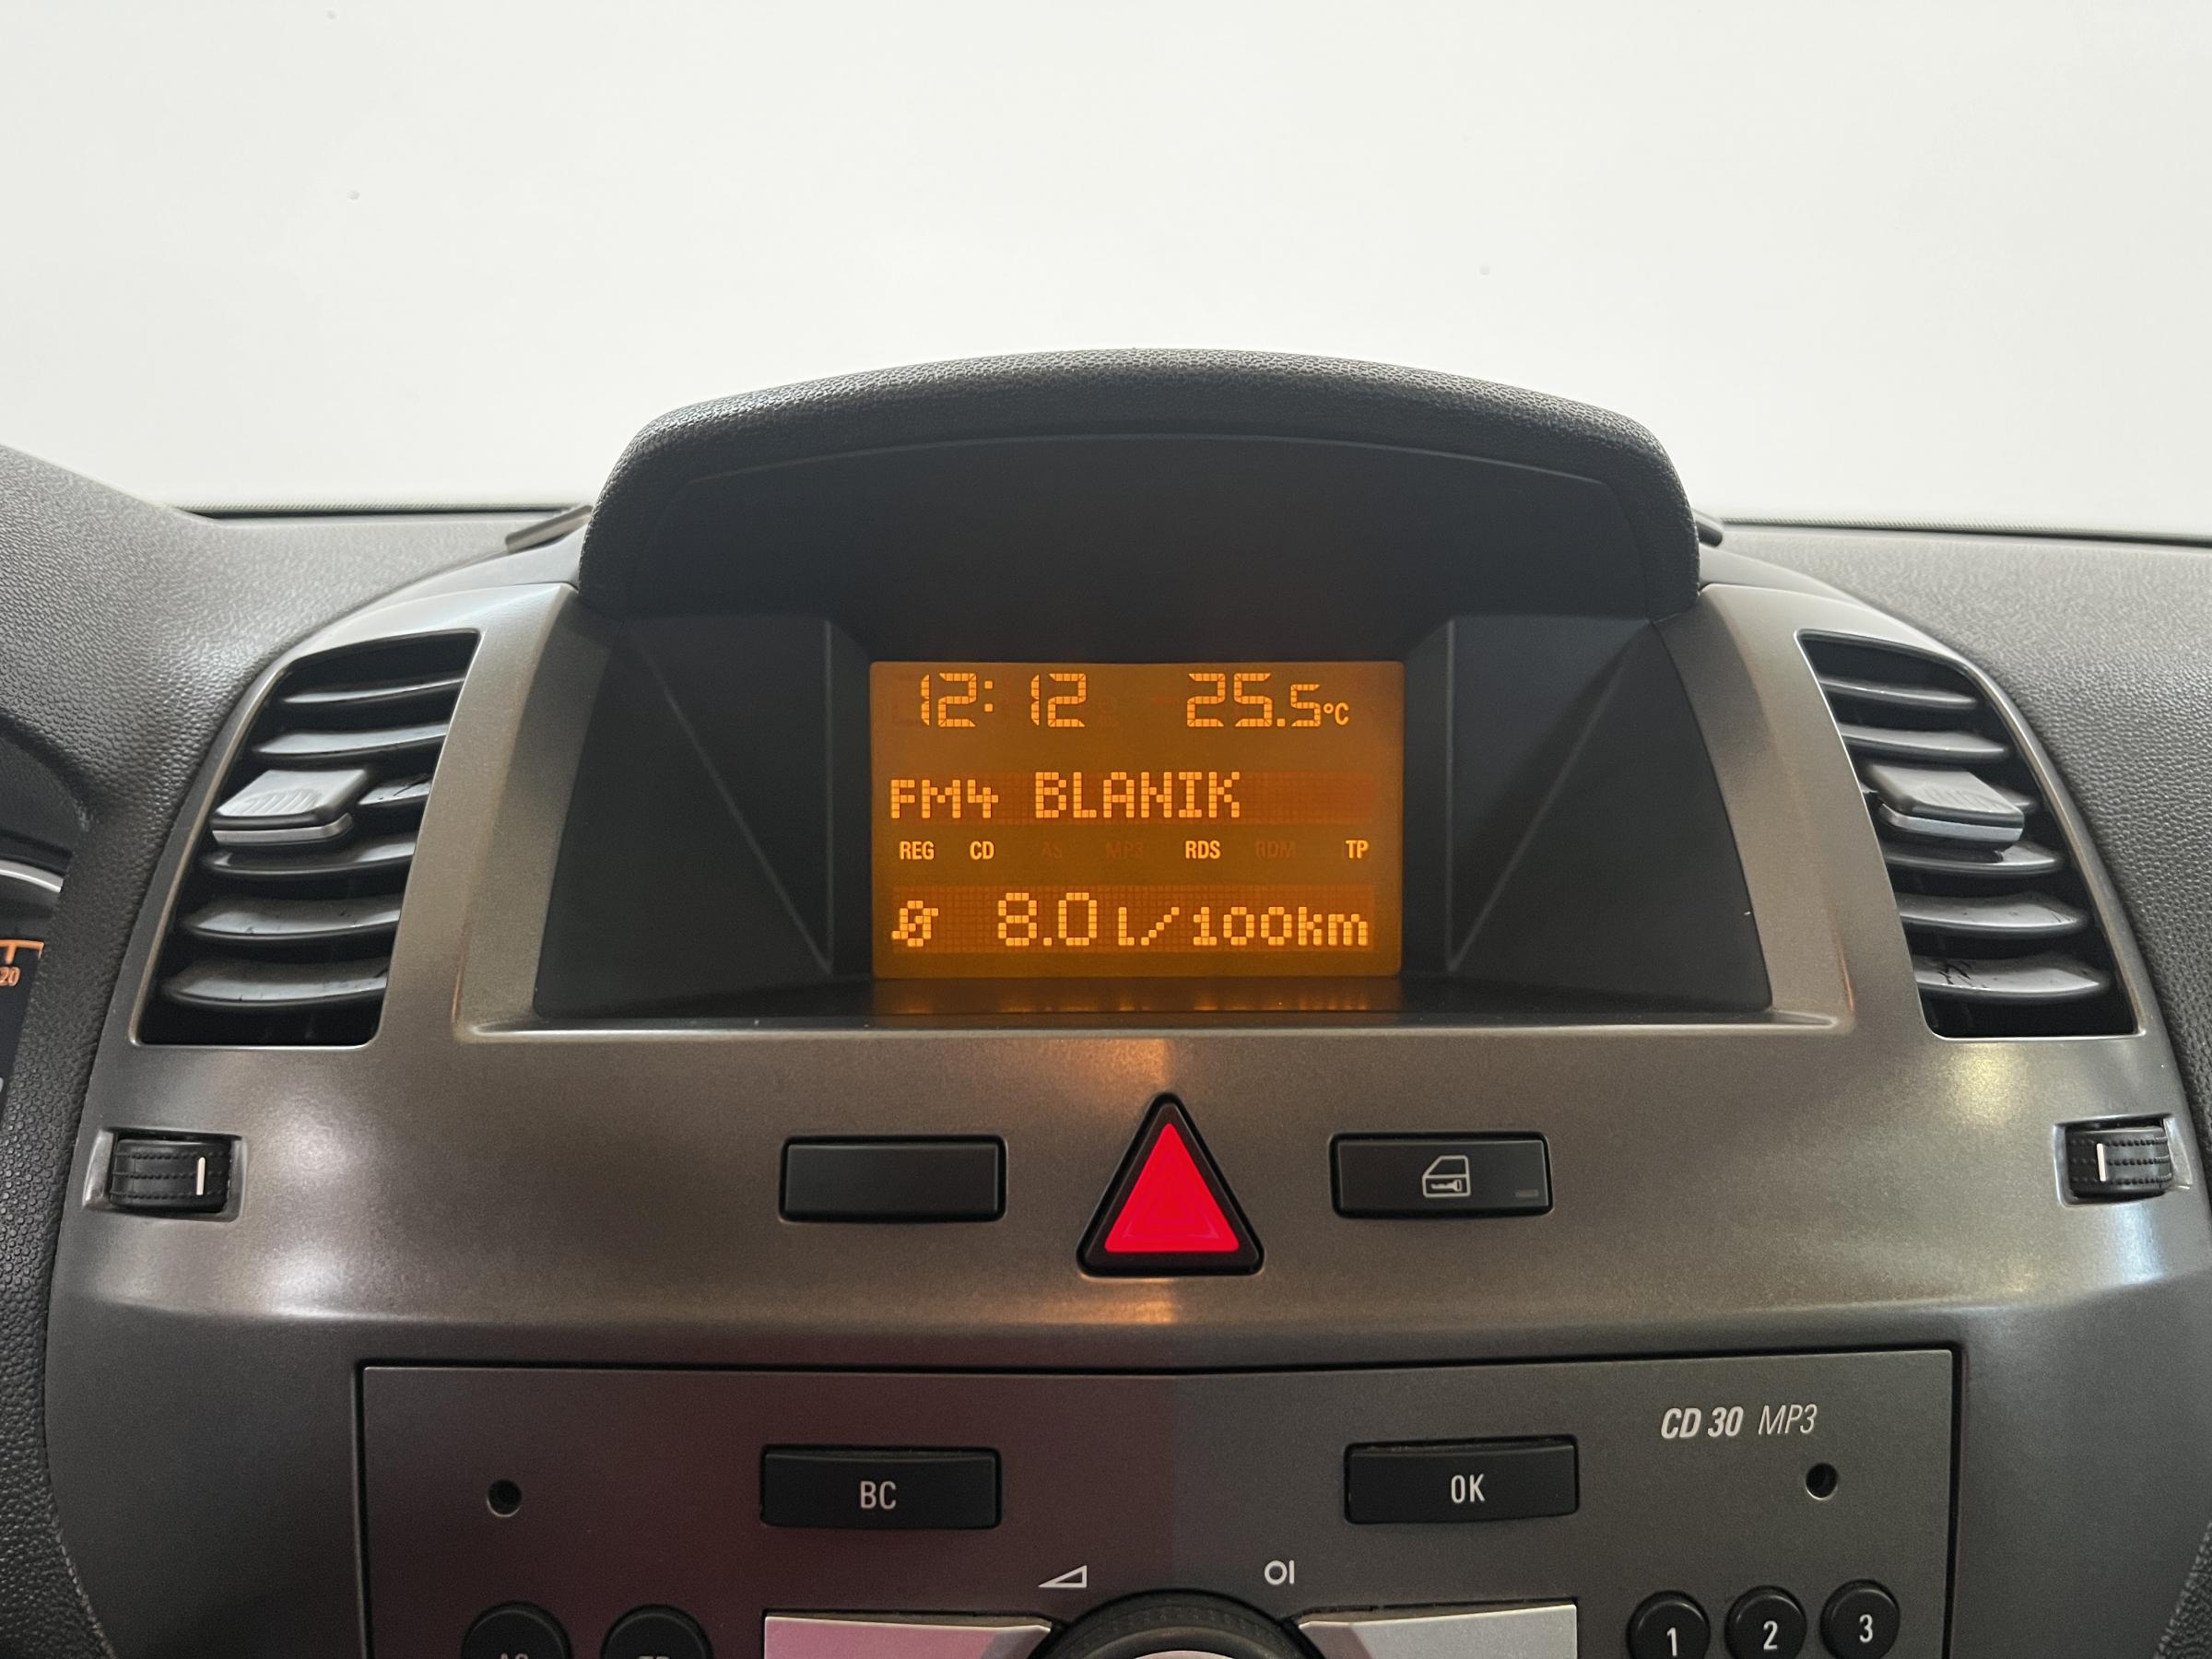 12:12 25.5°C
FM4 BLANIK
REG CD AS MP3 RDS RDM TP
Ø 8.0 l/100km
20
CD 30 MP3
BC OK
1 2 3